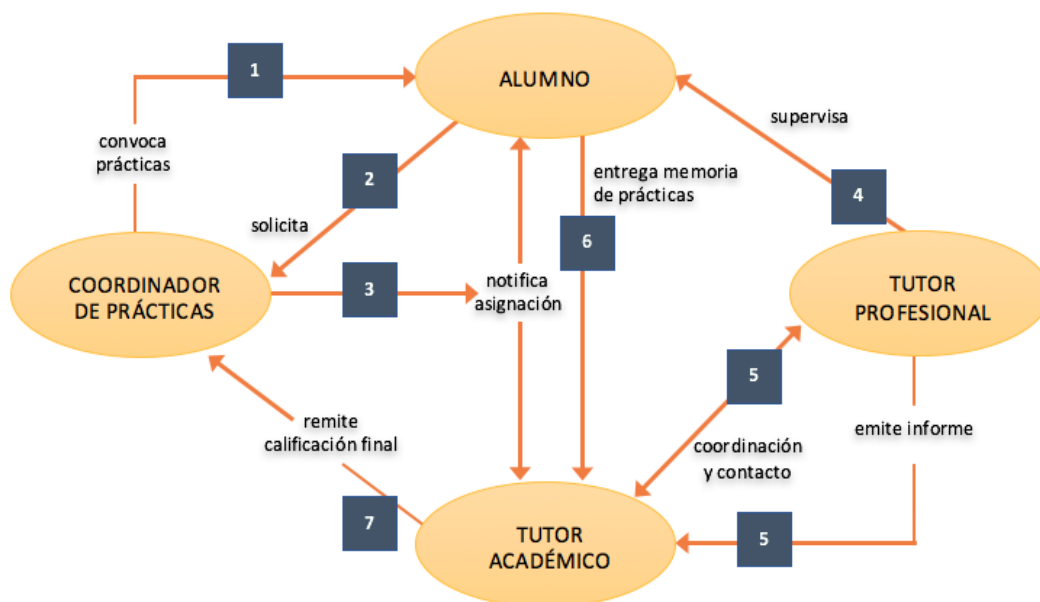 1
ALUMNO
convoca
prácticas
supervisa
2
entrega memoria
de prácticas
4
solicita
6
COORDINADOR
DE PRÁCTICAS
3
notifica
asignación
TUTOR
PROFESIONAL
5
remite
calificación final
coordinación
y contacto
emite informe
7
TUTOR
ACADÉMICO
5